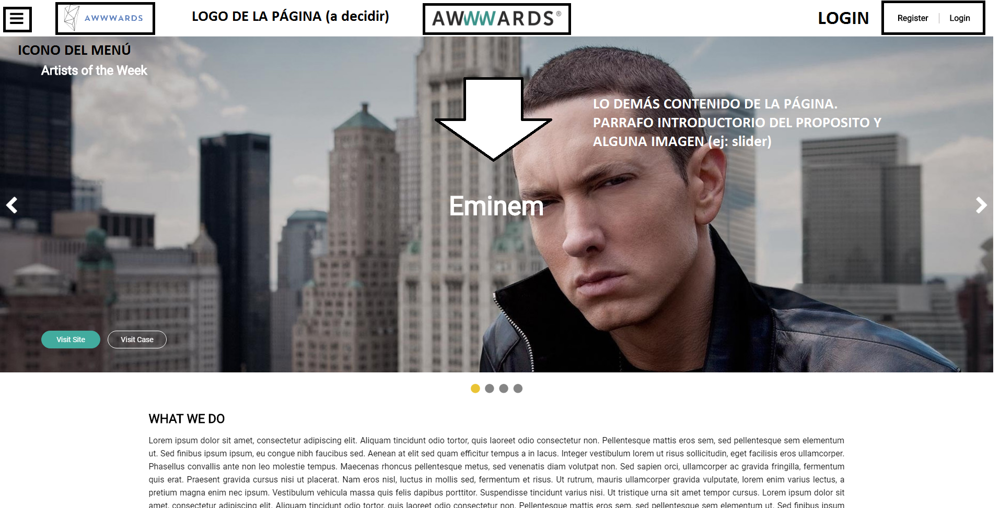 AWWWARDS
LOGO DE LA PÁGINA (a decidir)
AWWWARDS®
LOGIN
Register
Login
ICONO DEL MENÚ
Artists of the Week
LO DEMÁS CONTENIDO DE LA PÁGINA.
PARRAFO INTRODUCTORIO DEL PROPOSITO Y
ALGUNA IMAGEN (ej: slider)
Eminem
Visit Site
Visit Case
WHAT WE DO
Lorem ipsum dolor sit amet, consectetur adipiscing elit. Aliquam tincidunt odio tortor, quis laoreet odio consectetur non. Pellentesque mattis eros sem, sed pellentesque sem elementum
ut. Sed finibus ipsum ipsum, eu congue nibh faucibus sed. Aenean at elit sed quam efficitur tempus a in lacus. Integer vestibulum lorem ut risus sollicitudin, eget facilisis eros ullamcorper.
Phasellus convallis ante non leo molestie tempus. Maecenas rhoncus pellentesque metus, sed venenatis diam volutpat non. Sed sapien orci, ullamcorper ac gravida fringilla, fermentum
quis erat. Praesent gravida cursus nisi ut placerat. Nam eros nisl, luctus in mollis sed, fermentum et risus. Ut rutrum, mauris ullamcorper gravida vulputate, lorem enim varius lectus, a
pretium magna enim nec ipsum. Vestibulum vehicula massa quis felis dapibus porttitor. Suspendisse tincidunt varius nisi. Ut tristique urna sit amet tempor cursus. Lorem ipsum dolor sit
amet, consectetur adipiscing elit. Aliquam tincidunt odio tortor, quis laoreet odio consectetur non. Pellentesque mattis eros sem, sed pellentesque sem elementum ut. Sed finibus ipsum